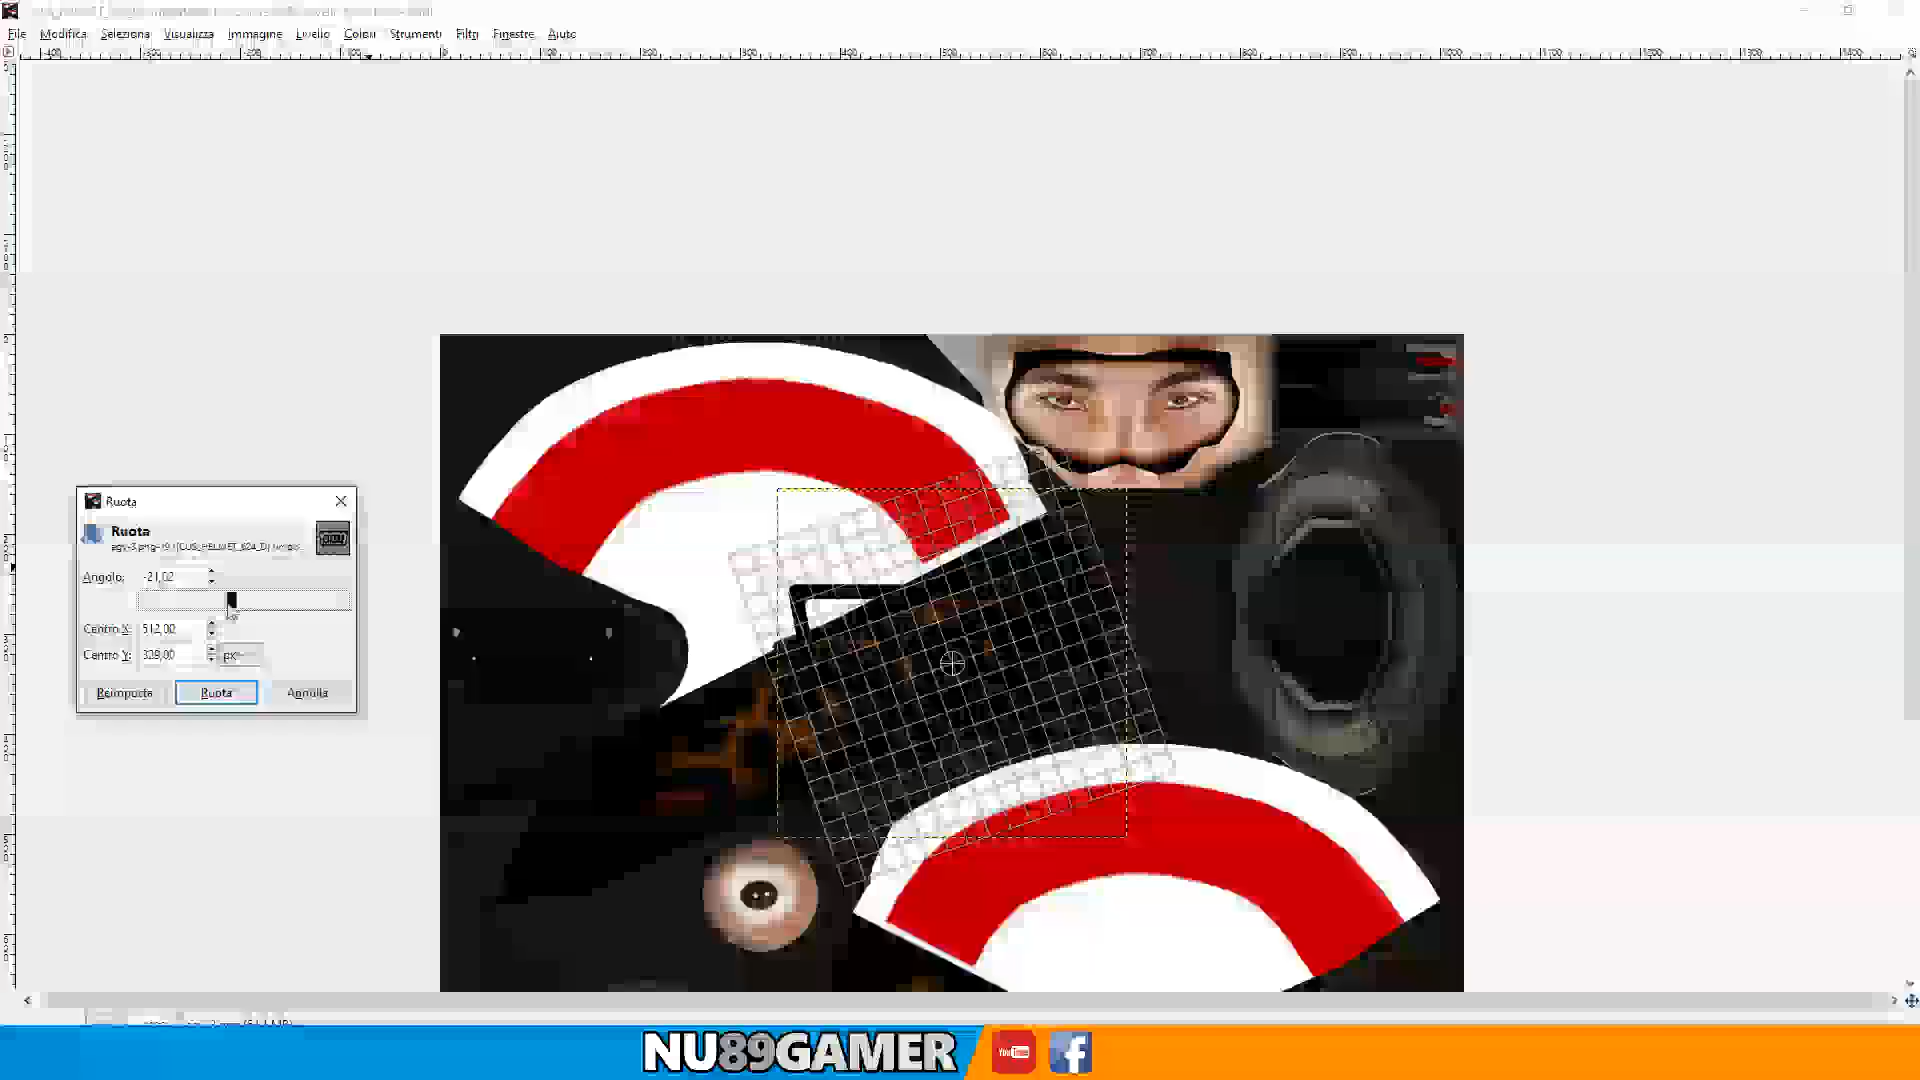 File Modifica Seleziona Visualizza Immagine Livello Colori Strumenti Filtri Finestre Aiuto
Ruota
Ruota
Angolo: -21,02
Centro X: 512,00
Centro Y: 328,00 px
Reimposta Ruota Annulla
NU89GAMER YouTube f